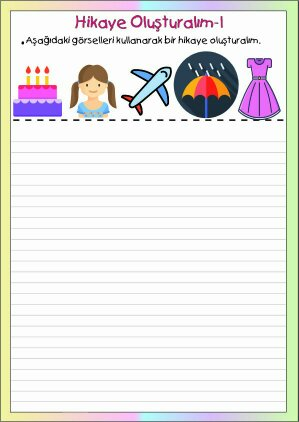 Hikaye Oluşturalım-1
.Aşağıdaki görselleri kullanarak bir hikaye oluşturalım.